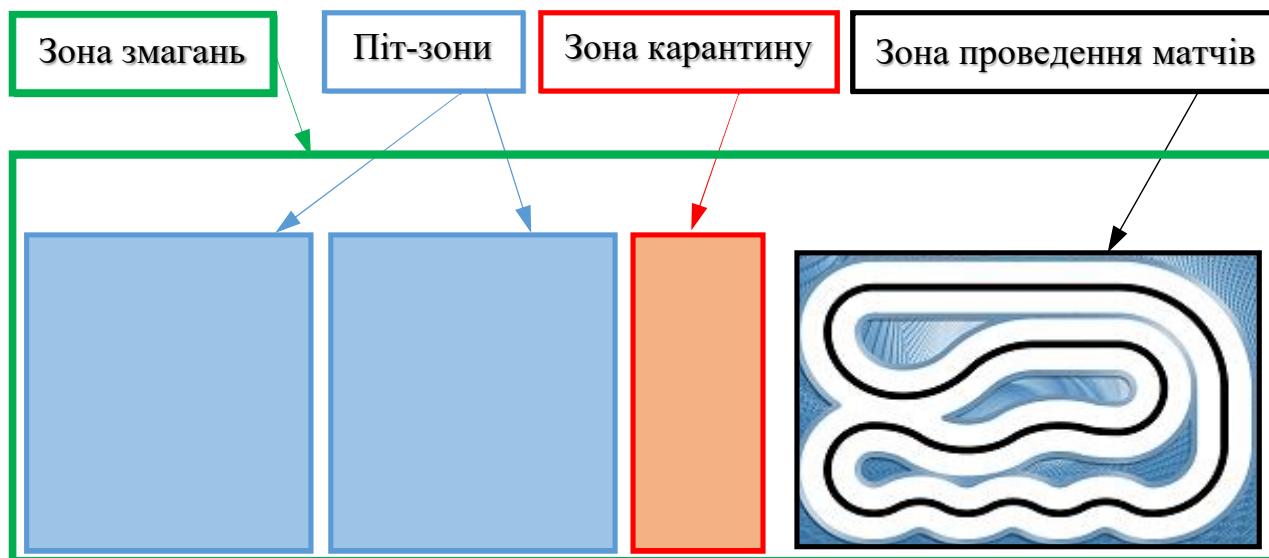 Зона змагань
Піт-зони
Зона карантину
Зона проведення матчів